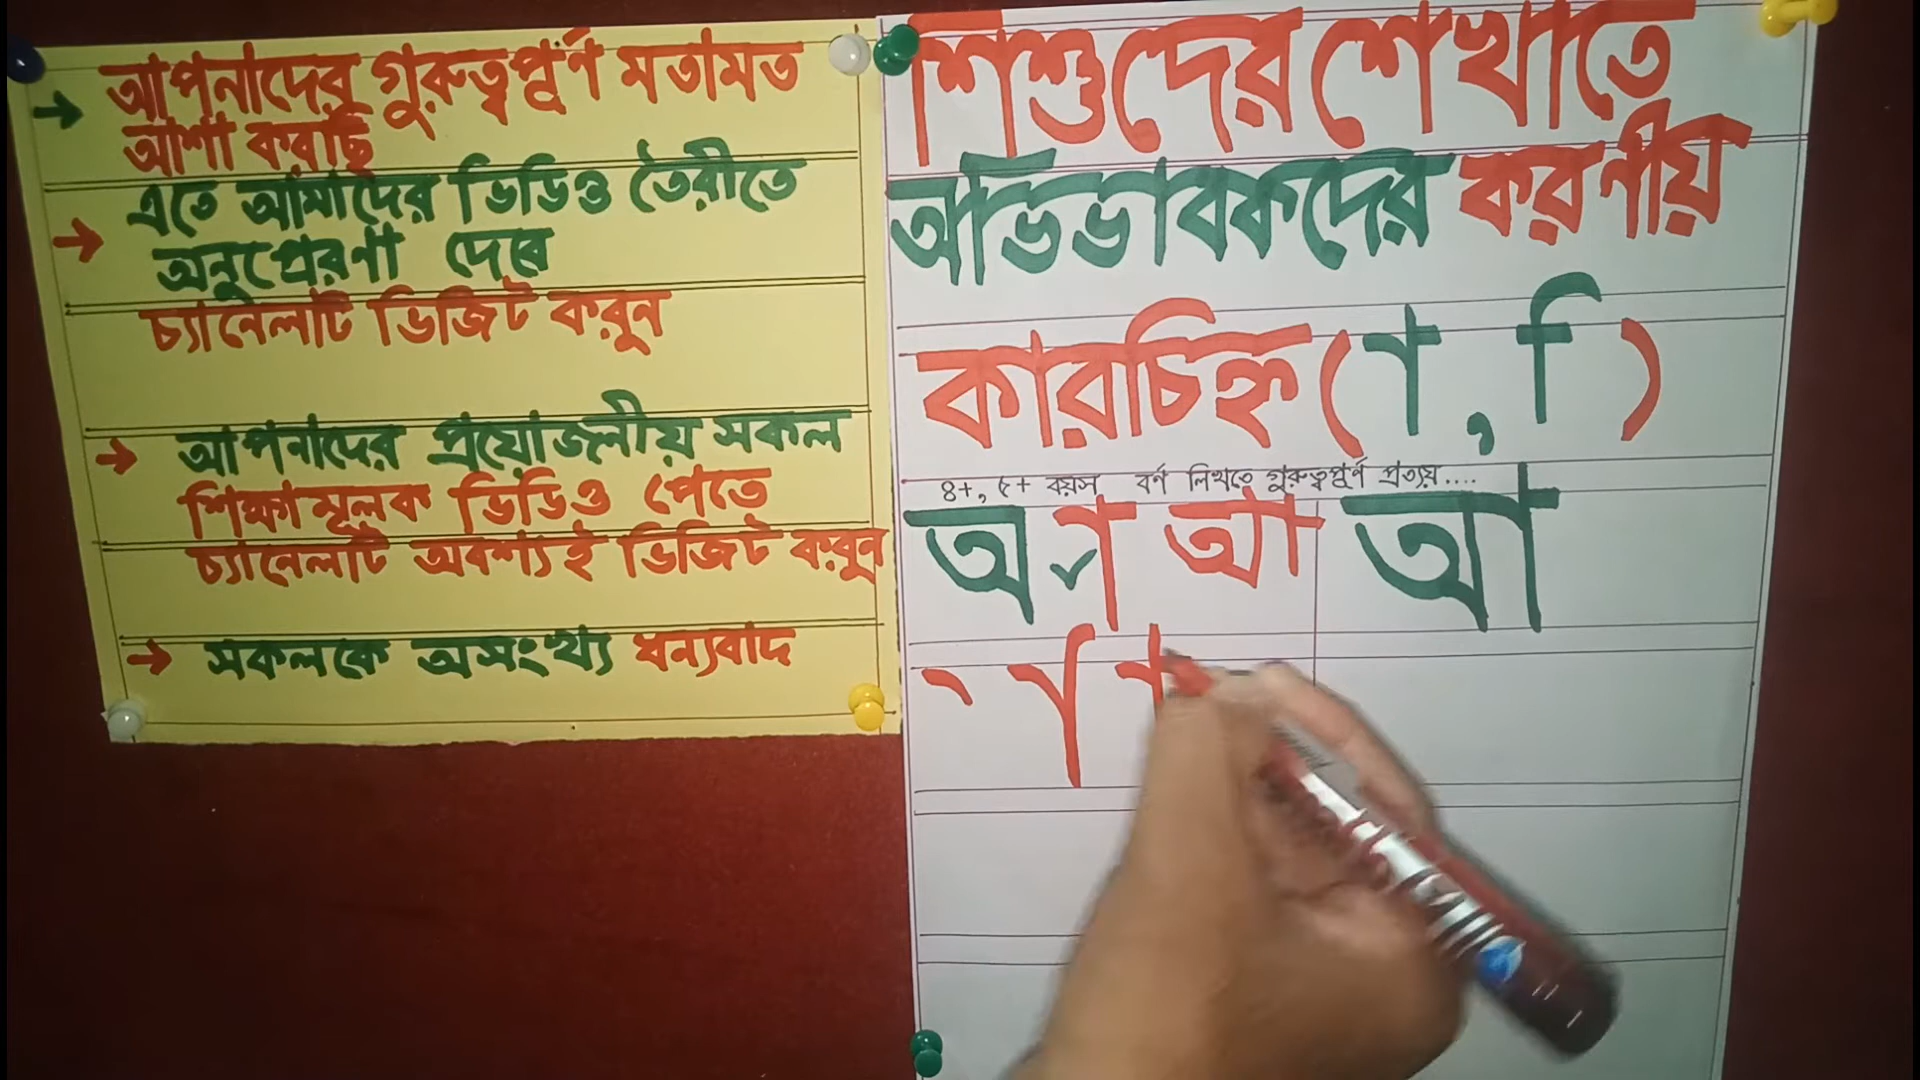 আপনাদের গুরুত্বপূর্ণ মতামত
আশা করছি
এতে আমাদের ভিডিও তৈরীতে
অনুপ্রেরণা দেবে
চ্যানেলটি ভিজিট করুন
আপনাদের প্রয়োজনীয় সকল
শিক্ষামূলক ভিডিও পেতে
চ্যানেলটি অবশ্যই ভিজিট করুন
সকলকে অসংখ্য ধন্যবাদ
শিশুদের শেখাতে
অভিভাবকদের করণীয়
কারচিহ্ন (া, ি)
৪+, ৫+ বয়স বর্ণ লিখতে গুরুত্বপূর্ণ প্রত্যয়....
অ া আ আ